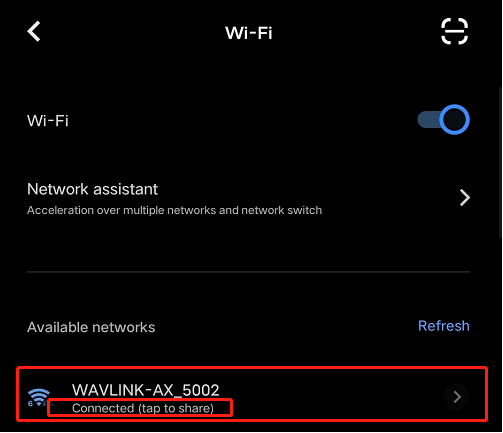 Wi-Fi
Wi-Fi
Network assistant
Acceleration over multiple networks and network switch
Available networks
Refresh
6
WAVLINK-AX_5002
Connected (tap to share)